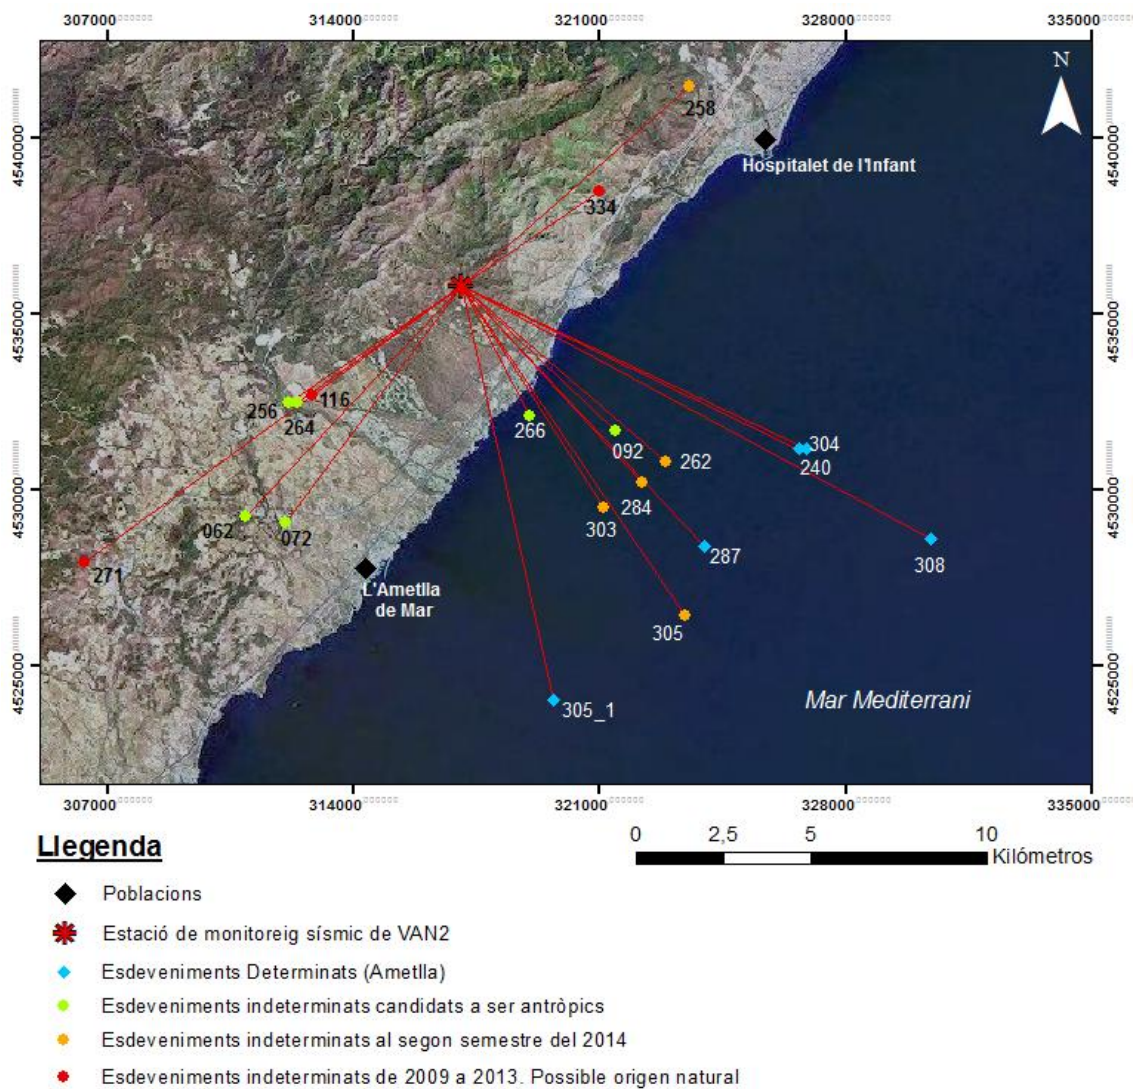 307000
314000
321000
328000
335000
N
258
4540000
4540000
Hospitalet de l'Infant
334
4535000
4535000
256
116
264
266
092
262
304
240
284
4530000
4530000
062
072
303
287
308
271
L'Ametlla
de Mar
305
4525000
4525000
305_1
Mar Mediterrani
307000
314000
321000
328000
335000
Llegenda
0 2,5 5 10
Kilómetros
Poblacions
Estació de monitoreig sísmic de VAN2
Esdeveniments Determinats (Ametlla)
Esdeveniments indeterminats candidats a ser antròpics
Esdeveniments indeterminats al segon semestre del 2014
Esdeveniments indeterminats de 2009 a 2013. Possible origen natural